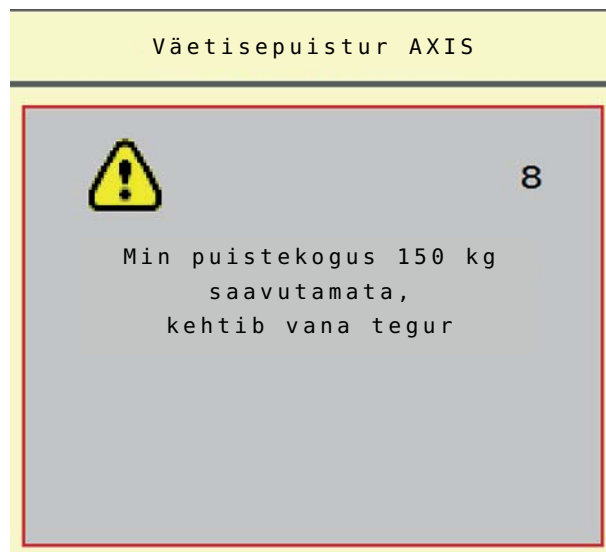 Väetisepuistur AXIS
8
Min puistekogus 150 kg
saavutamata,
kehtib vana tegur